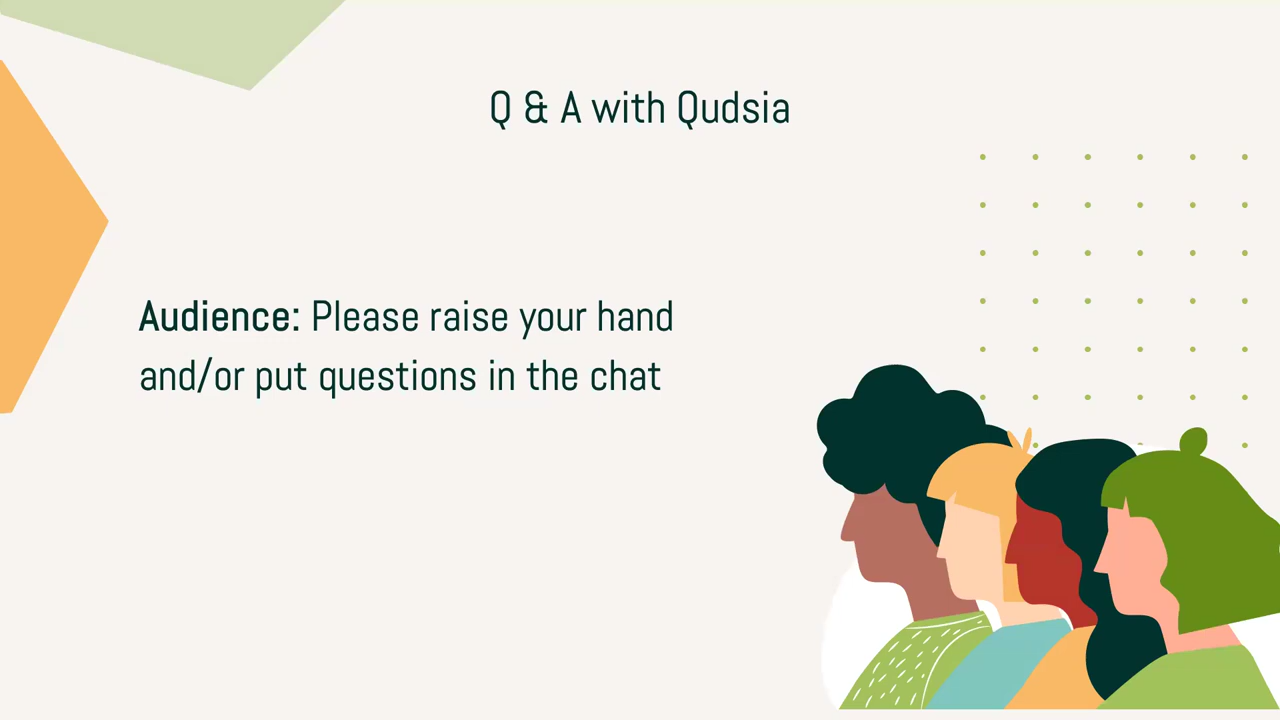 Q & A with Qudsia
Audience: Please raise your hand
and/or put questions in the chat